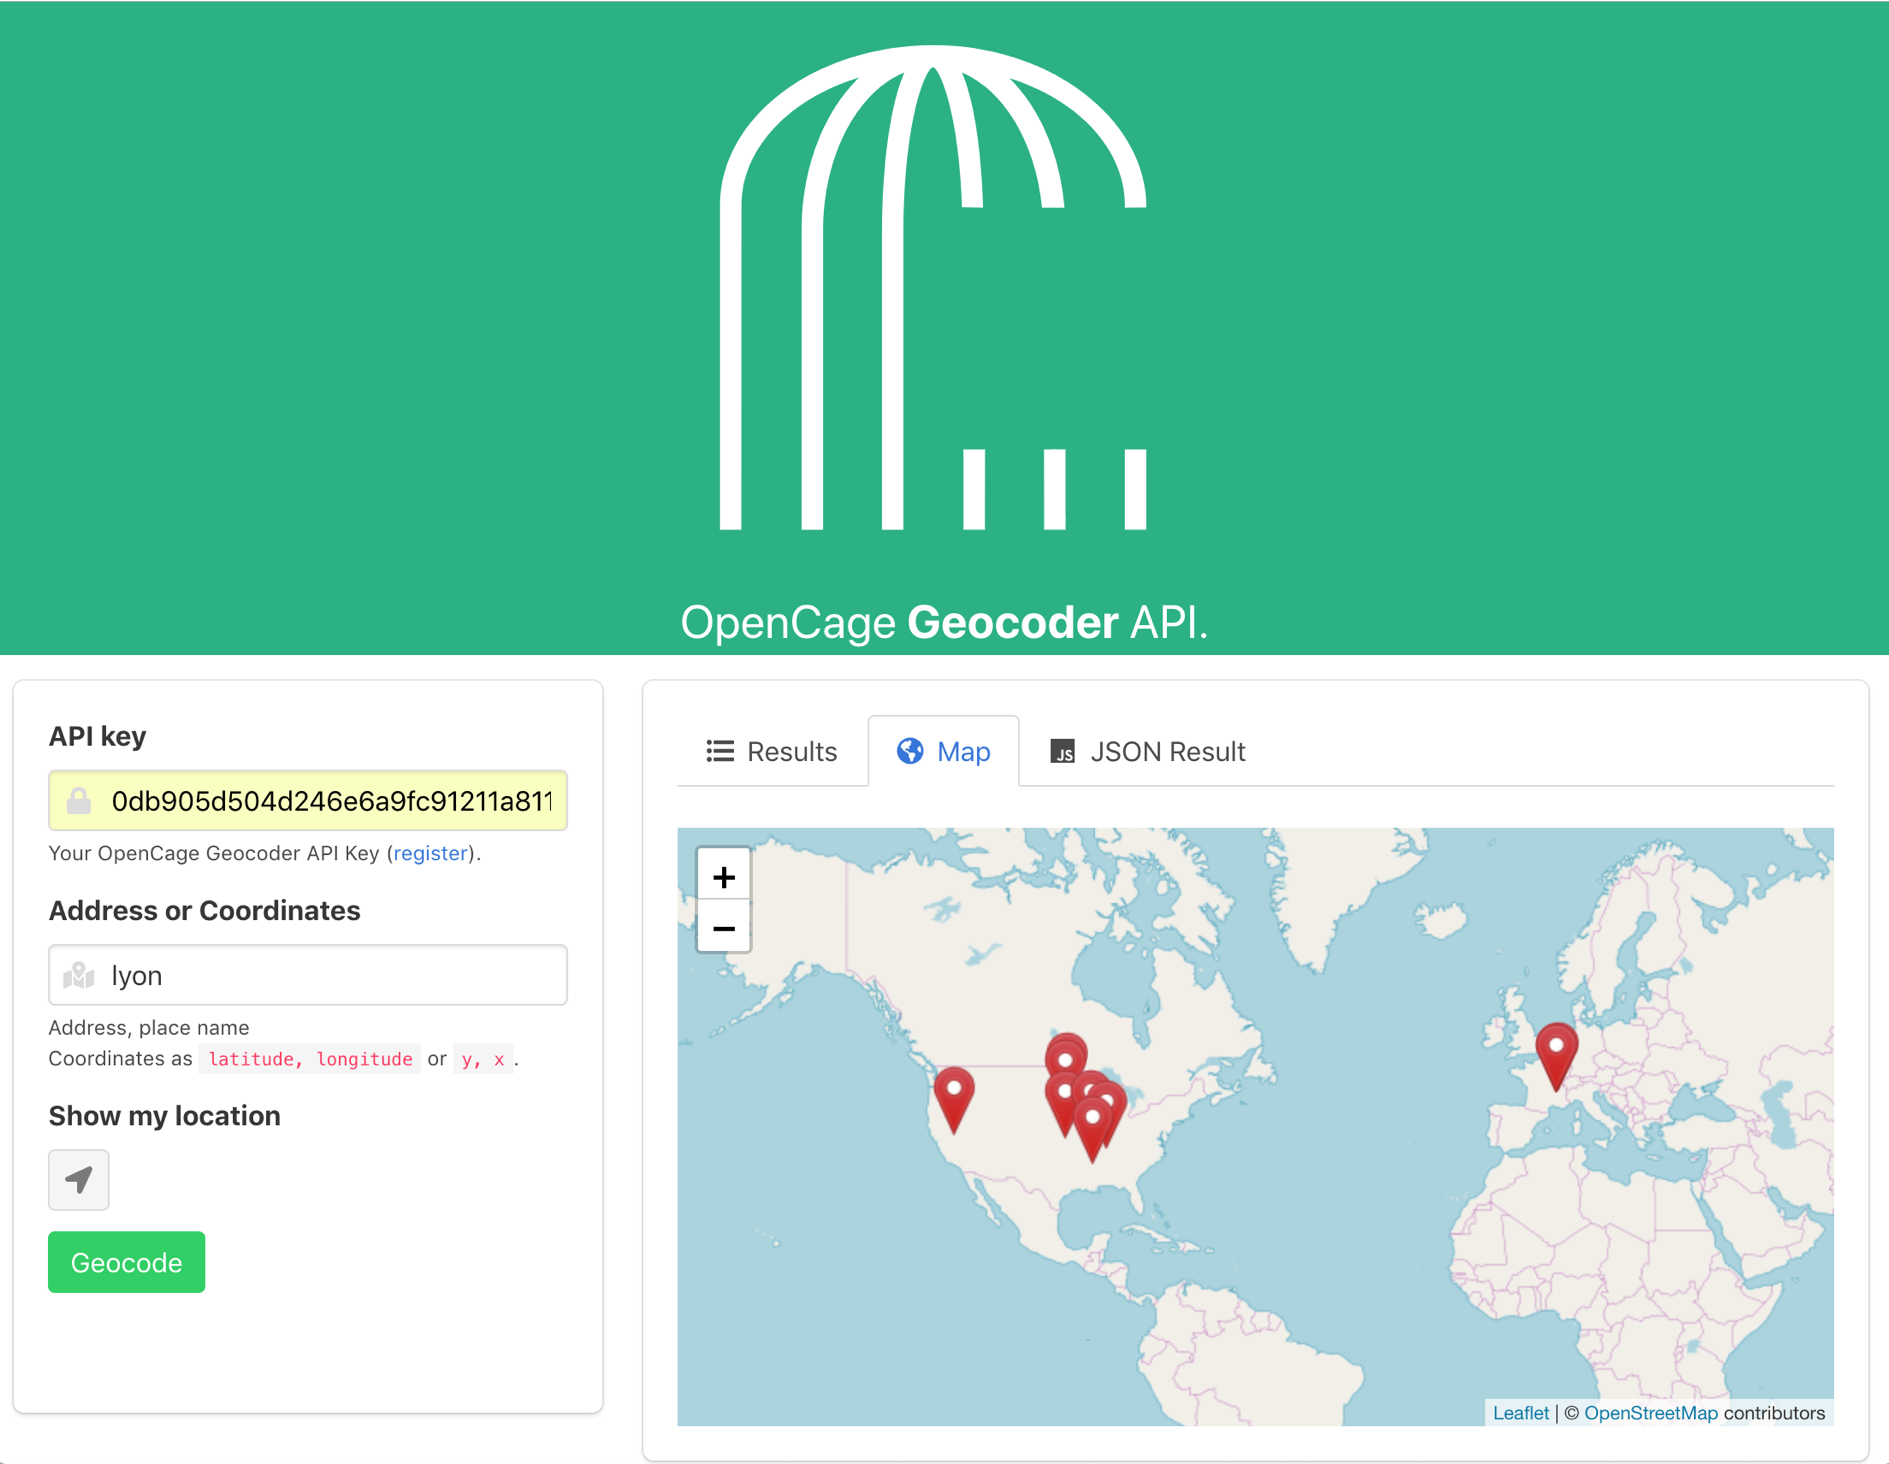 OpenCage Geocoder API.
API key
0db905d504d246e6a9fc91211a811
Your OpenCage Geocoder API Key (register).
Address or Coordinates
lyon
Address, place name
Coordinates as latitude, longitude or y, x.
Show my location
Geocode
Results
Map
JS JSON Result
+
−
Leaflet | © OpenStreetMap contributors